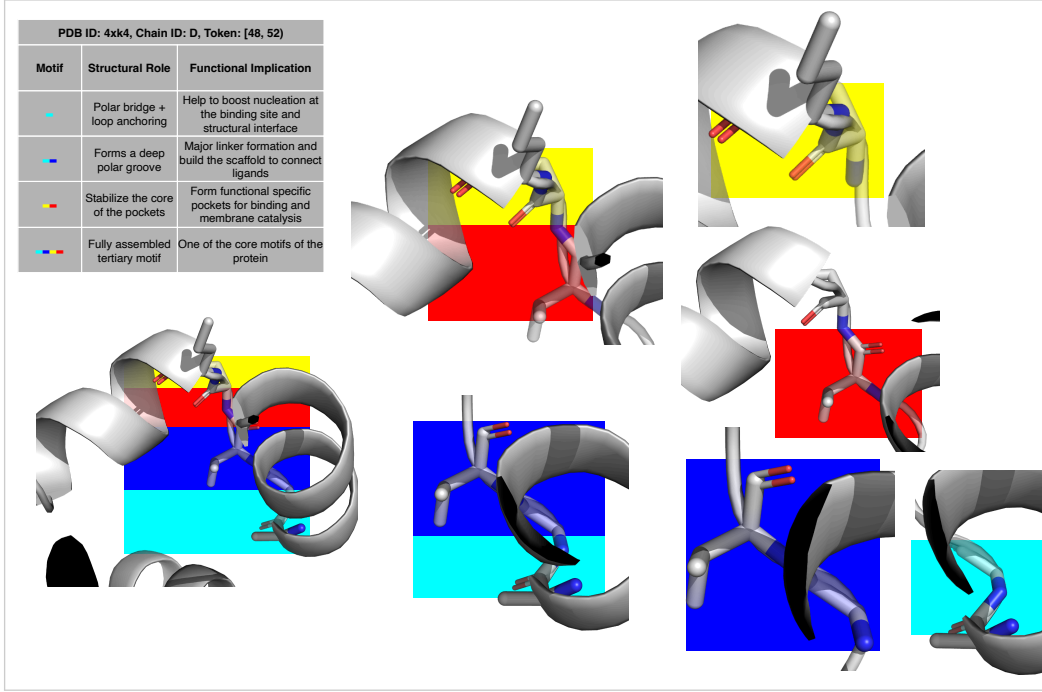 PDB ID: 4xk4, Chain ID: D, Token: [48, 52)
Motif Structural Role Functional Implication
Polar bridge +
loop anchoring
Help to boost nucleation at
the binding site and
structural interface
Forms a deep
polar groove
Major linker formation and
build the scaffold to connect
ligands
Stabilize the core
of the pockets
Form functional specific
pockets for binding and
membrane catalysis
Fully assembled
tertiary motif
One of the core motifs of the
protein